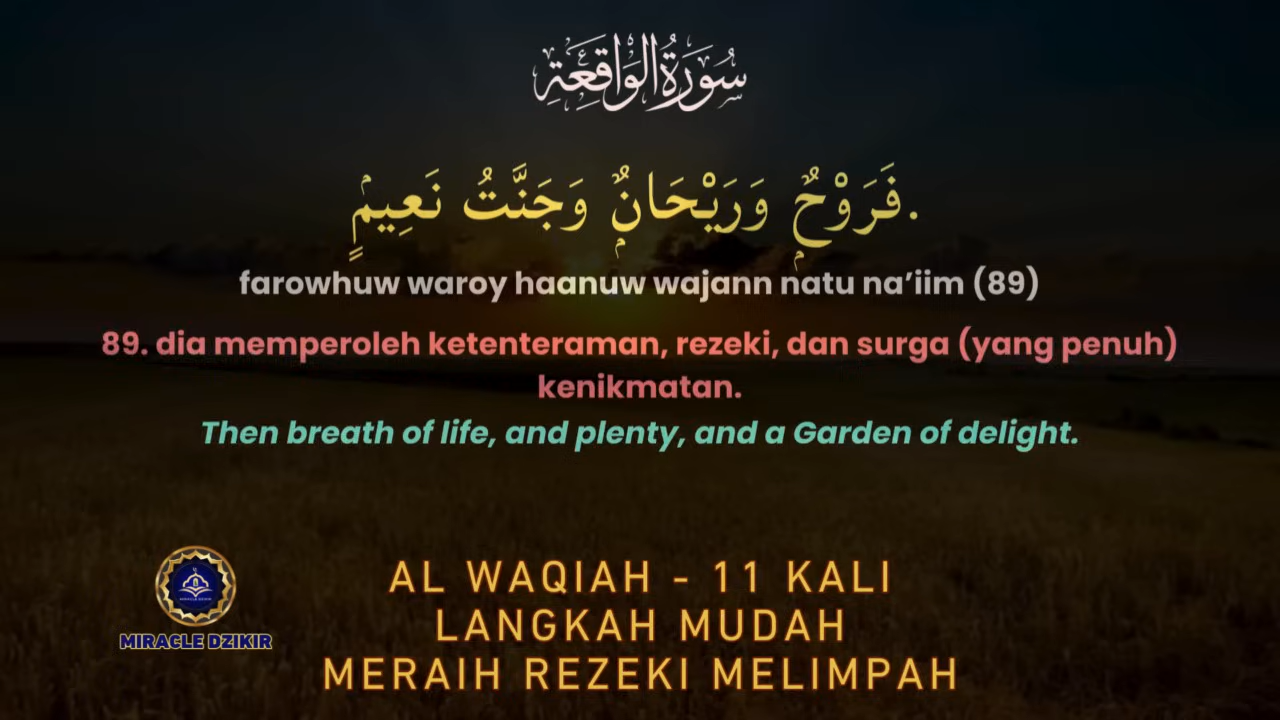 سُورَةُ الْوَاقِعَةِ
فَرَوْحٌ وَرَيْحَانٌ وَجَنَّتُ نَعِيمٍ.
farowhuw waroy haanuw wajann natu na’iim (89)
89. dia memperoleh ketenteraman, rezeki, dan surga (yang penuh)
kenikmatan.
Then breath of life, and plenty, and a Garden of delight.
AL WAQIAH - 11 KALI
LANGKAH MUDAH
MERAIH REZEKI MELIMPAH
MIRACLE DZIKIR
MIRACLE DZIKIR